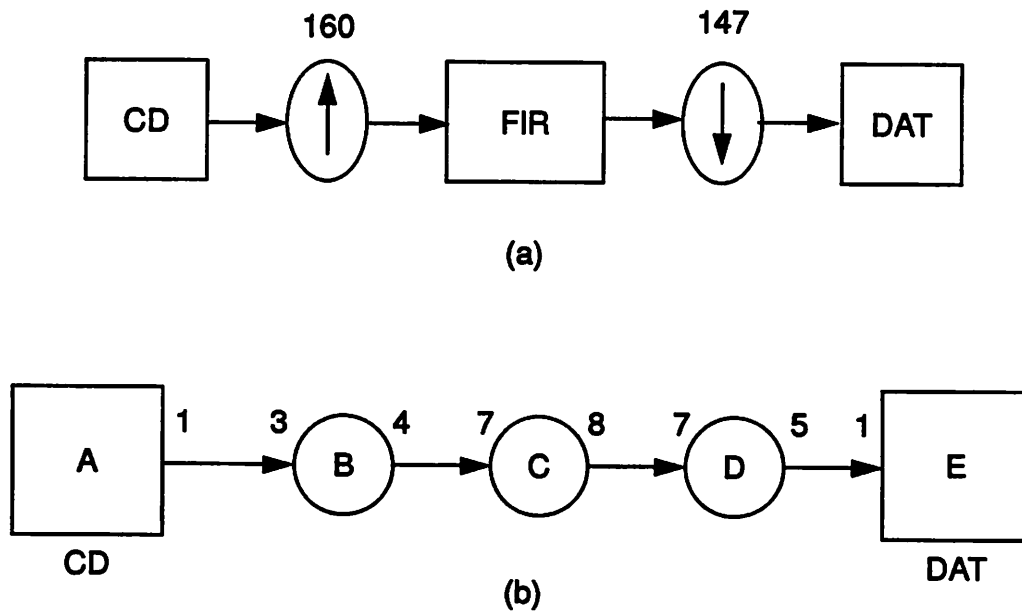 160 147
CD FIR DAT
(a)
1 3 4 7 8 7 5 1
A B C D E
CD DAT
(b)